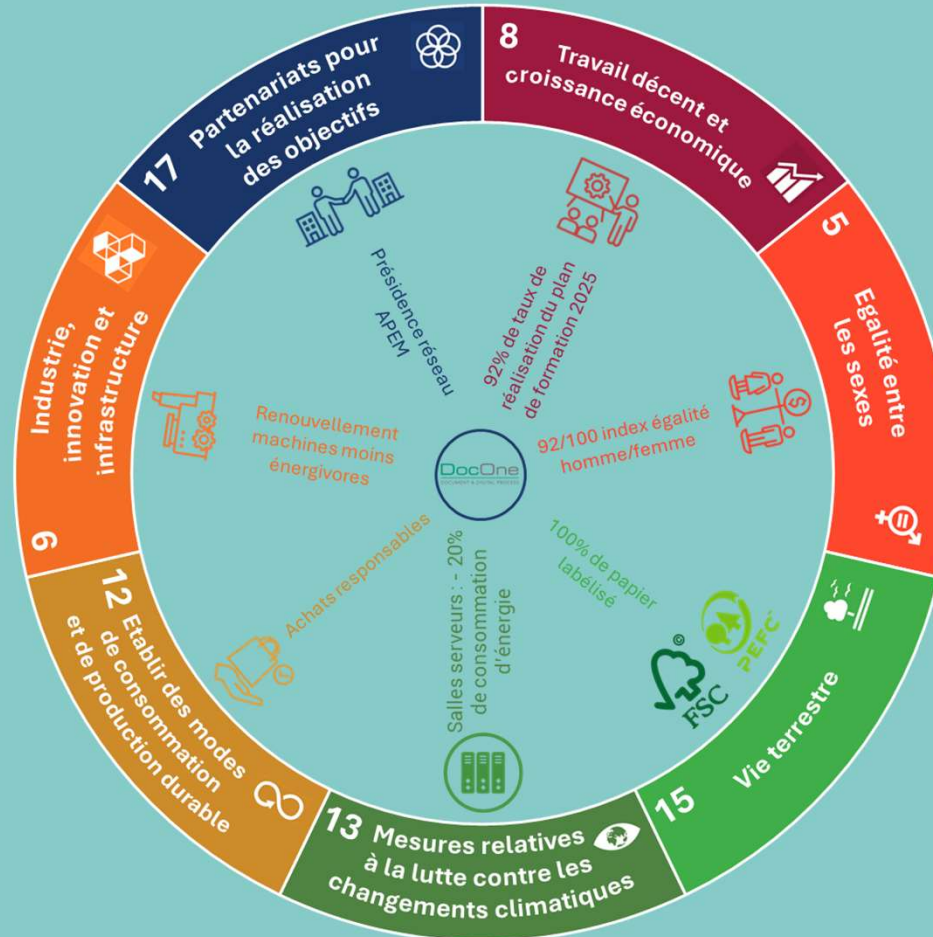 8
Travail décent et
croissance économique
5
Egalité entre
les sexes
15
Vie terrestre
13 Mesures relatives
à la lutte contre les
changements climatiques
12 Etablir des modes
de consommation
et de production durable
9
Industrie,
innovation et
infrastructure
17
Partenariats pour
la réalisation
des objectifs
92% de taux de
réalisation du plan
de formation 2025
92/100 index égalité
homme/femme
$
100% de papier
labélisé
©
FSC
PEFC
Salles serveurs : - 20%
de consommation
d'énergie
Achats responsables
Renouvellement
machines moins
énergivores
Présidence réseau
APEM
DocOne
DOCUMENT & DIGITAL PROCESS